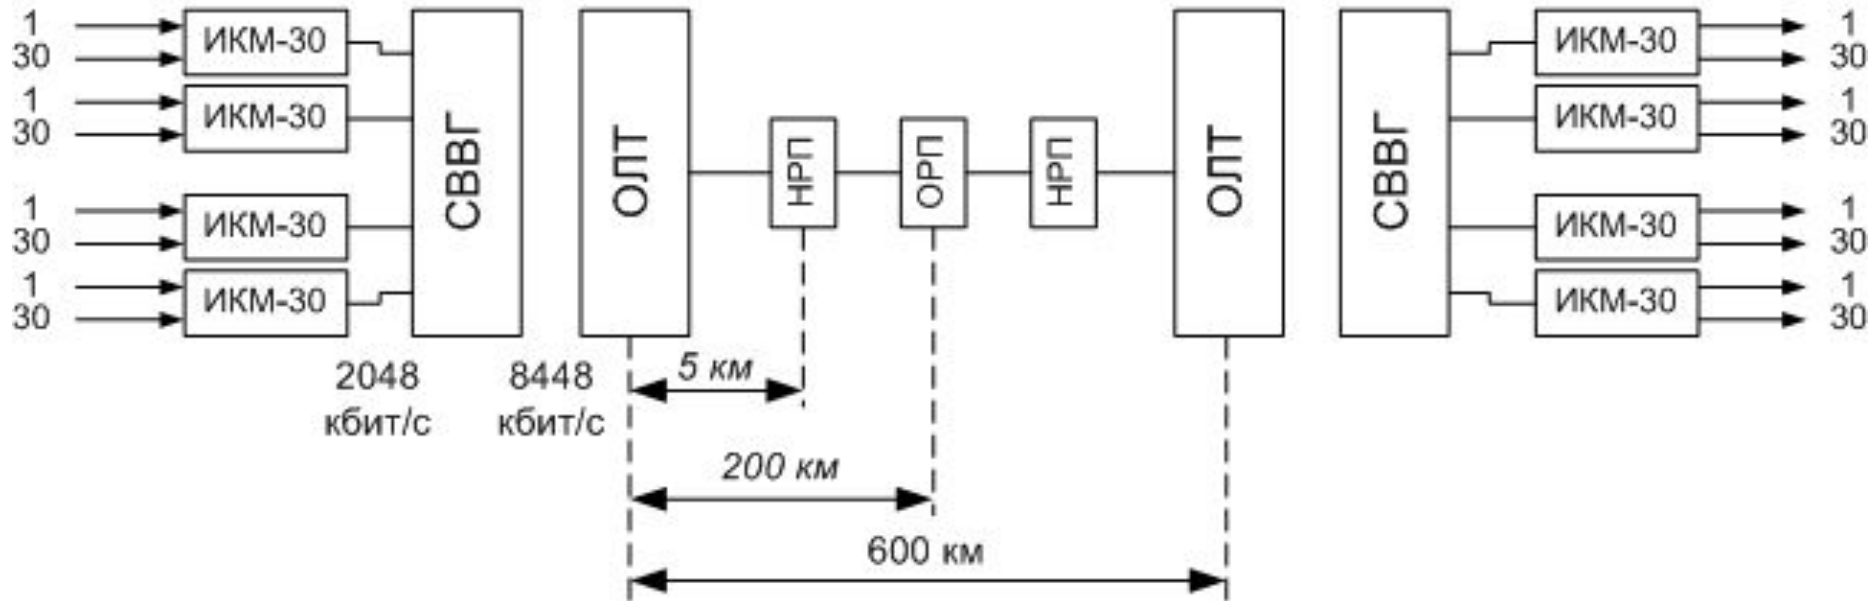 1
30
ИКМ-30
1
30
ИКМ-30
1
30
ИКМ-30
1
30
ИКМ-30
СВВГ
ОЛТ
НРП
ОРП
НРП
ОЛТ
СВВГ
ИКМ-30
1
30
ИКМ-30
1
30
ИКМ-30
1
30
ИКМ-30
1
30
2048
кбит/с
8448
кбит/с
5 км
200 км
600 км